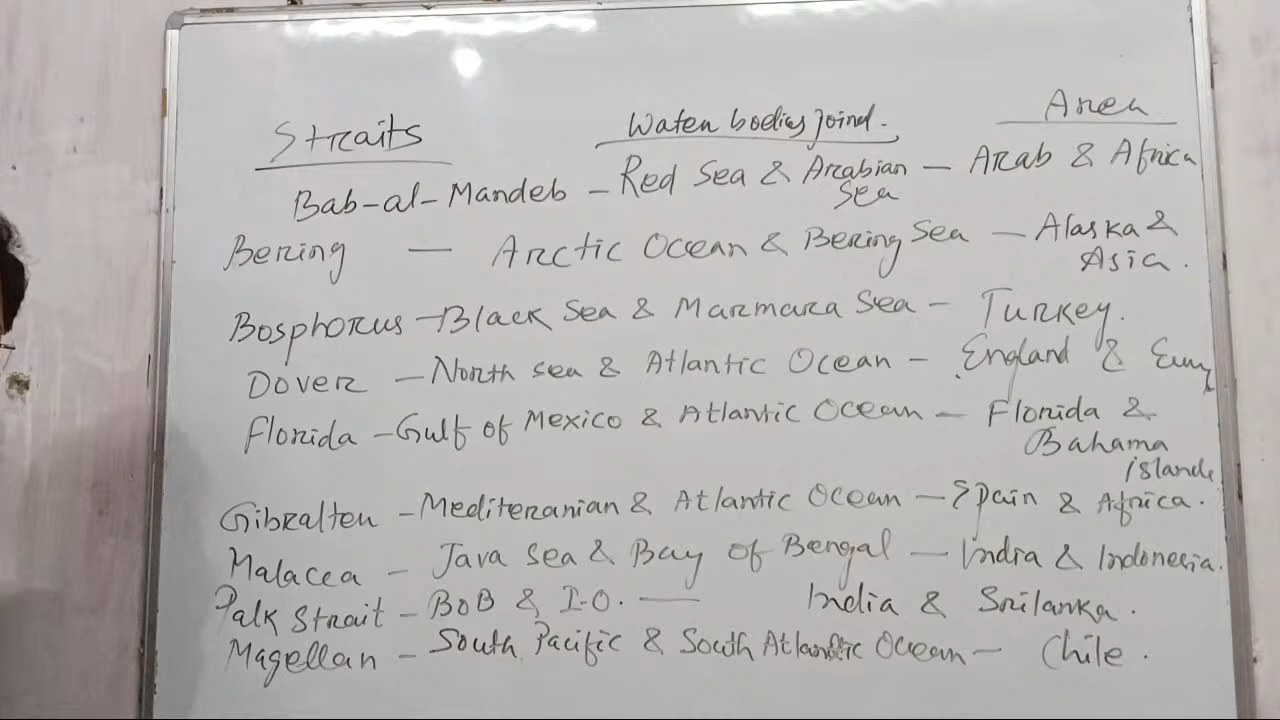 Straits Water bodies joined. Area
Bab-al-Mandeb - Red Sea & Arabian Sea - Arab & Africa
Bering - Arctic Ocean & Bering Sea - Alaska & Asia.
Bosphorus - Black Sea & Marmara Sea - Turkey.
Dover - North sea & Atlantic Ocean - England &
Florida - Gulf of Mexico & Atlantic Ocean - Florida & Bahama islands
Gibralter - Mediteranian & Atlantic Ocean - Spain & Africa.
Malacea - Java sea & Bay of Bengal - India & Indonesia.
Palk Strait - BOB & I.O. - India & Srilanka.
Magellan - South Pacific & South Atlantic Ocean - Chile.